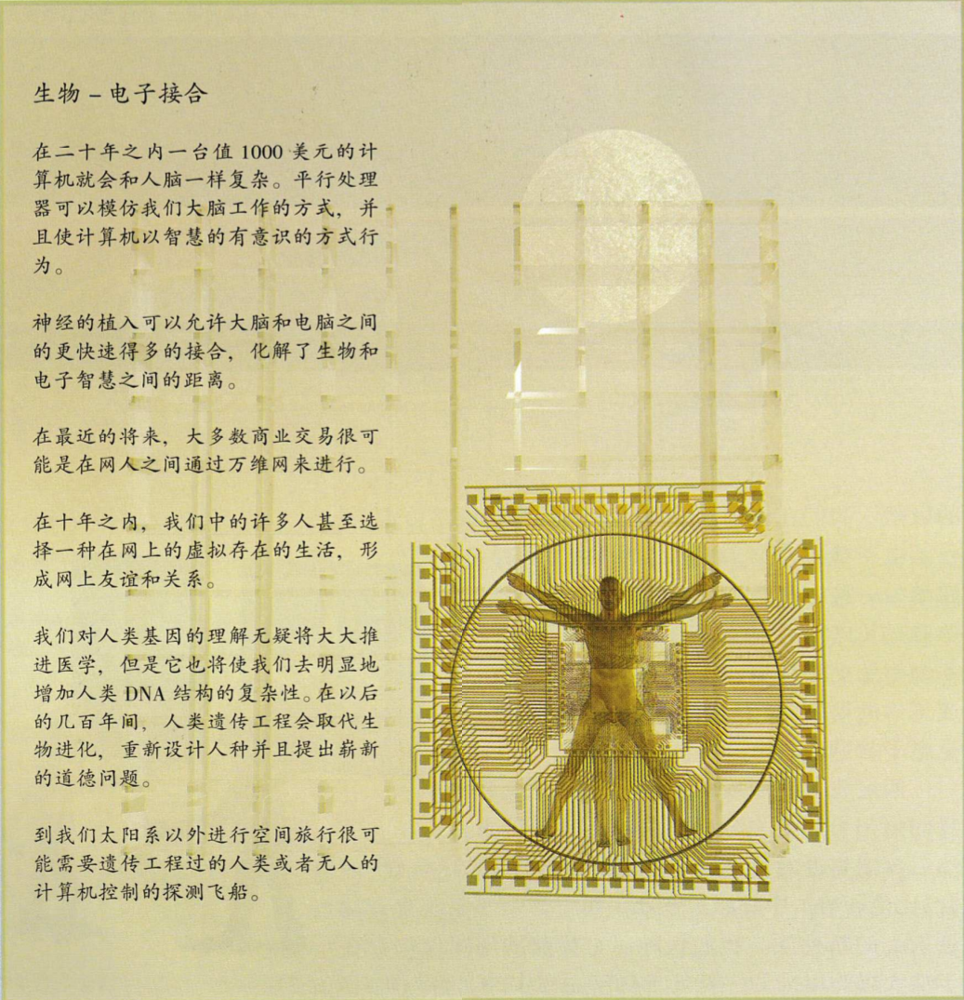 生物－电子接合
在二十年之内一台值 1000 美元的计
算机就会和人脑一样复杂。平行处理
器可以模仿我们大脑工作的方式，并
且使计算机以智慧的有意识的方式行
为。
神经的植入可以允许大脑和电脑之间
的更快速得多的接合，化解了生物和
电子智慧之间的距离。
在最近的将来，大多数商业交易很可
能是在网人之间通过万维网来进行。
在十年之内，我们中的许多人甚至选
择一种在网上的虚拟存在的生活，形
成网上友谊和关系。
我们对人类基因的理解无疑将大大推
进医学，但是它也将使我们去明显地
增加人类 DNA 结构的复杂性。在以后
的几百年间，人类遗传工程会取代生
物进化，重新设计人种并且提出崭新
的道德问题。
到我们太阳系以外进行空间旅行很可
能需要遗传工程过的人类或者无人的
计算机控制的探测飞船。